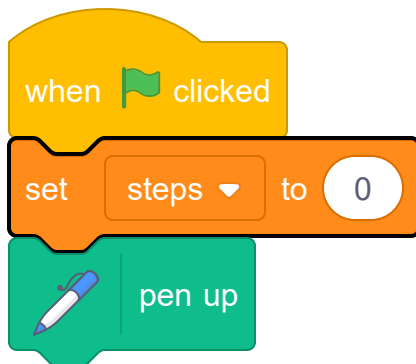 when clicked
set steps to 0
pen up